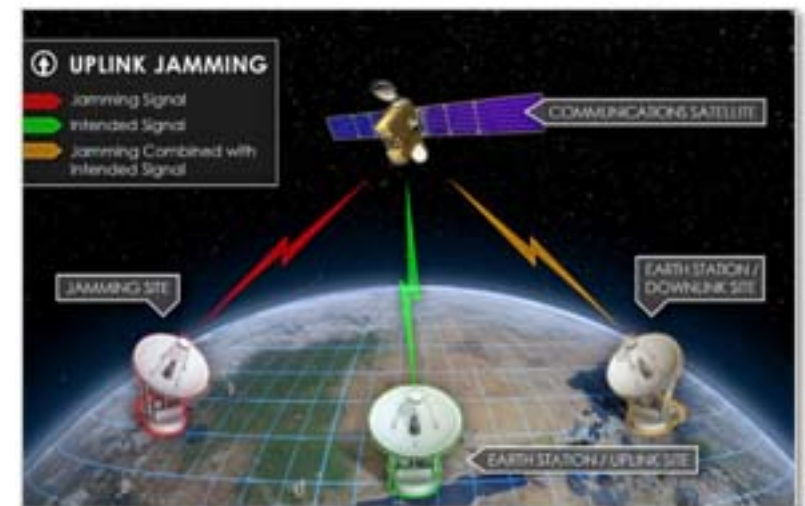 UPLINK JAMMING
Jamming Signal
Intended Signal
Jamming Combined with
Intended Signal
COMMUNICATIONS SATELLITE
JAMMING SITE
EARTH STATION /
DOWNLINK SITE
EARTH STATION / UPLINK SITE